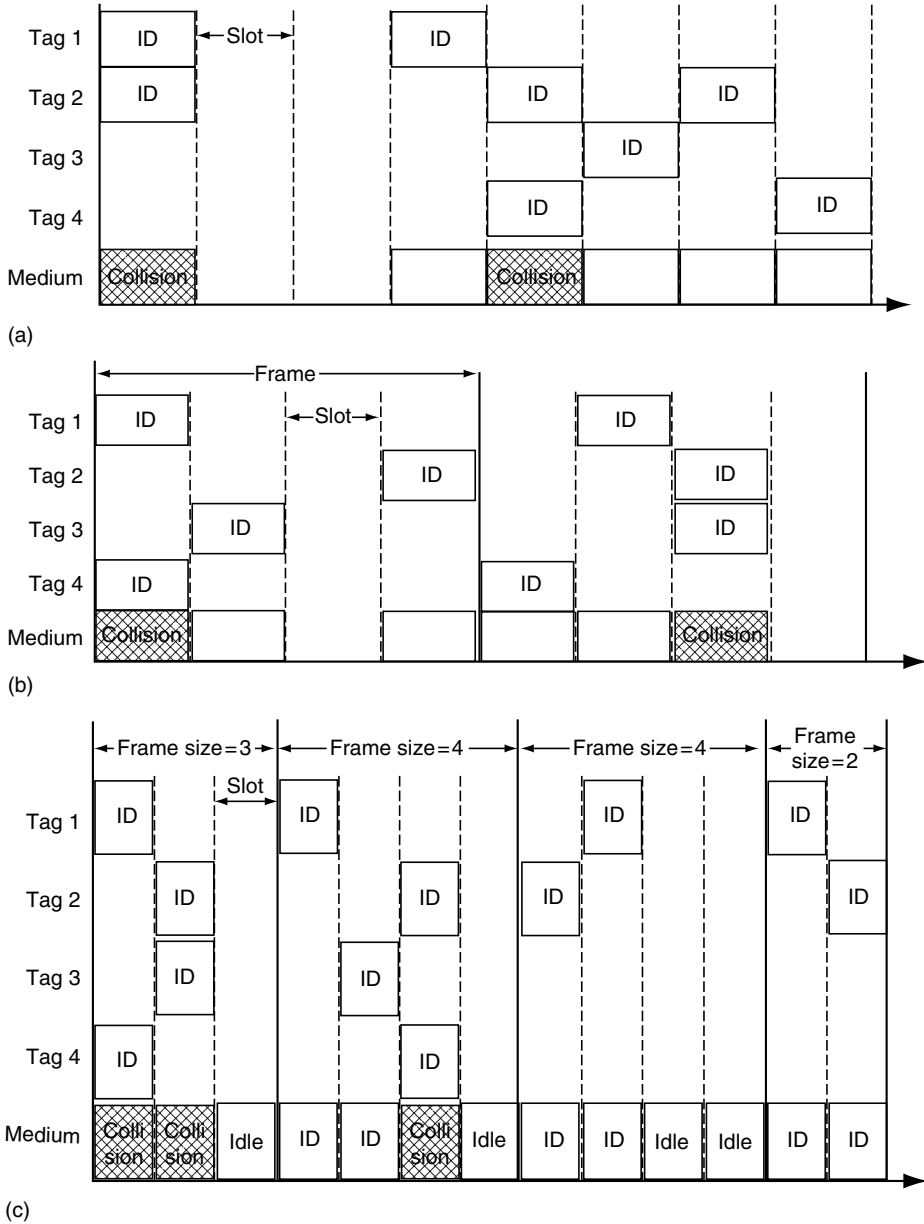 Tag 1 ID Slot ID
Tag 2 ID ID ID
Tag 3 ID
Tag 4 ID ID
Medium Collision Collision
(a)
Frame
Tag 1 ID Slot ID
Tag 2 ID ID
Tag 3 ID ID
Tag 4 ID ID
Medium Collision Collision
(b)
Frame size=3 Frame size=4 Frame size=4 Frame
size=2
Slot
Tag 1 ID ID ID ID
Tag 2 ID ID ID ID
Tag 3 ID ID
Tag 4 ID ID
Medium Colli Colli Idle ID ID Colli Idle ID ID Idle Idle ID ID
sion sion sion
(c)